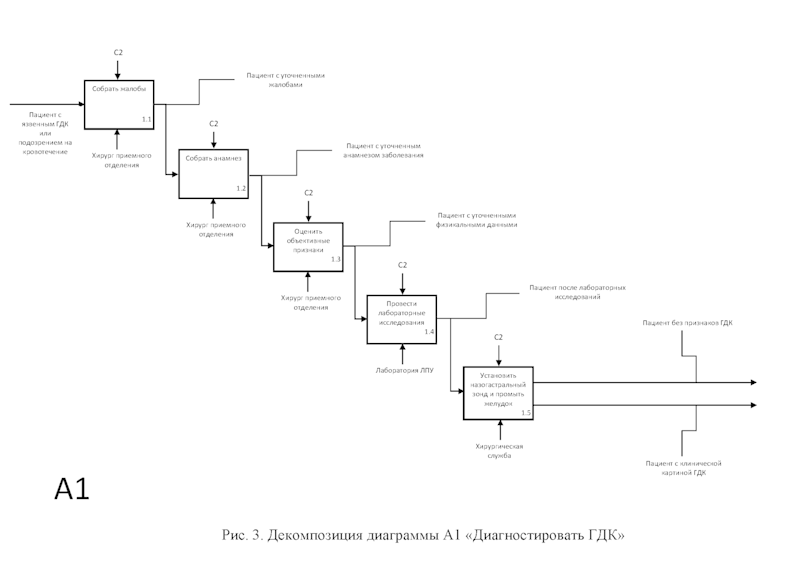 C2
Собрать жалобы
1.1
Пациент с уточненными
жалобами
Пациент с
язвенным ГДК
или
подозрением на
кровотечение
Хирург приемного
отделения
C2
Собрать анамнез
1.2
Пациент с уточненным
анамнезом заболевания
Хирург приемного
отделения
C2
Оценить
объективные
признаки
1.3
Пациент с уточненными
физикальными данными
Хирург приемного
отделения
C2
Провести
лабораторные
исследования
1.4
Пациент после лабораторных
исследований
Лаборатория ЛПУ
C2
Установить
назогастральный
зонд и промыть
желудок
1.5
Пациент без признаков ГДК
Хирургическая
служба
Пациент с клинической
картиной ГДК
A1
Рис. 3. Декомпозиция диаграммы А1 «Диагностировать ГДК»